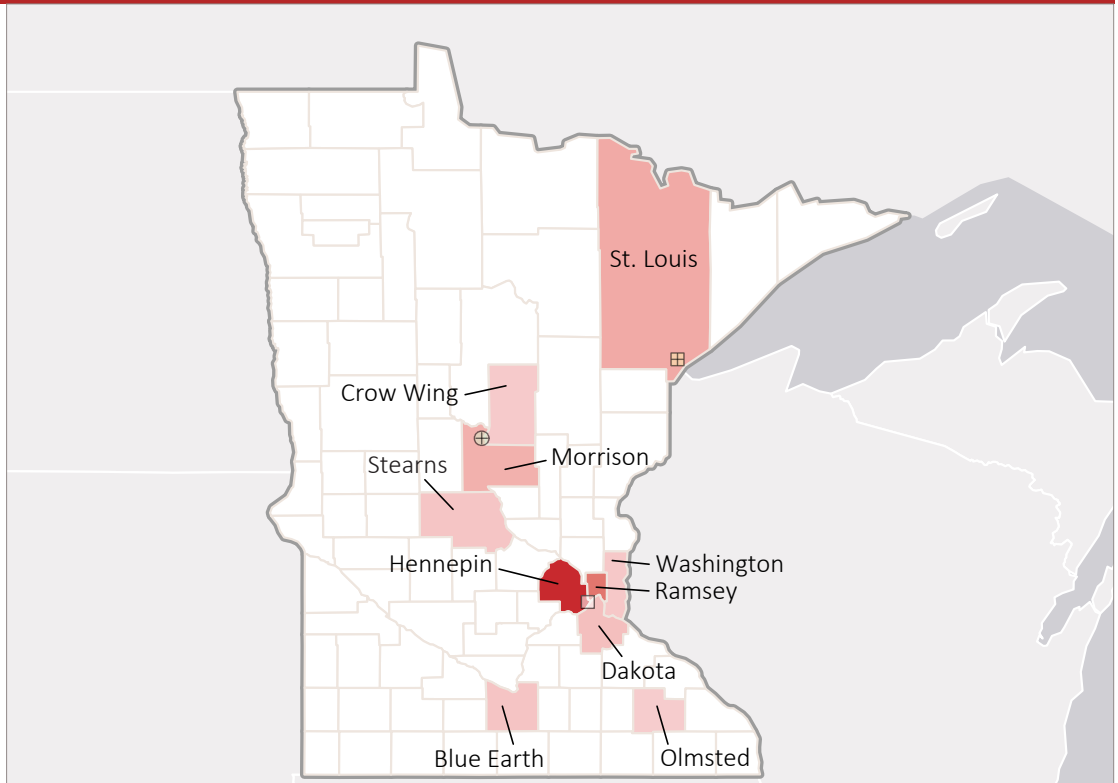 St. Louis
Crow Wing
Morrison
Stearns
Hennepin
Washington
Ramsey
Dakota
Blue Earth
Olmsted